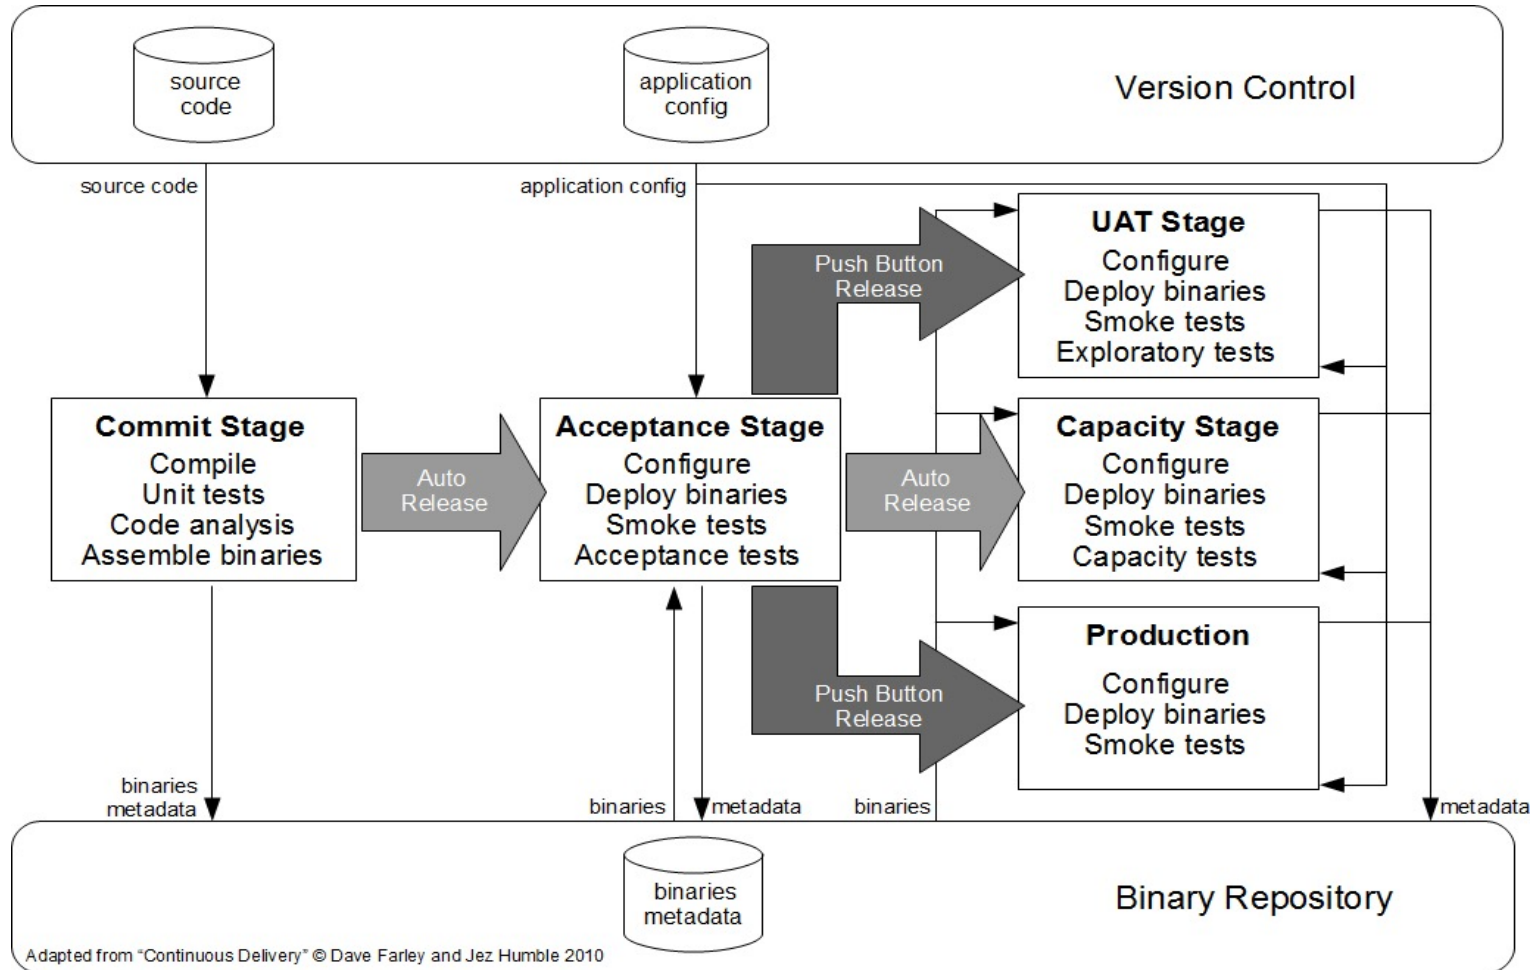 source
code
application
config
Version Control
source code
application config
UAT Stage
Configure
Deploy binaries
Smoke tests
Exploratory tests
Push Button
Release
Commit Stage
Compile
Unit tests
Code analysis
Assemble binaries
Auto
Release
Acceptance Stage
Configure
Deploy binaries
Smoke tests
Acceptance tests
Auto
Release
Capacity Stage
Configure
Deploy binaries
Smoke tests
Capacity tests
Push Button
Release
Production
Configure
Deploy binaries
Smoke tests
binaries
metadata
binaries
metadata
binaries
metadata
binaries
metadata
Binary Repository
Adapted from “Continuous Delivery” © Dave Farley and Jez Humble 2010